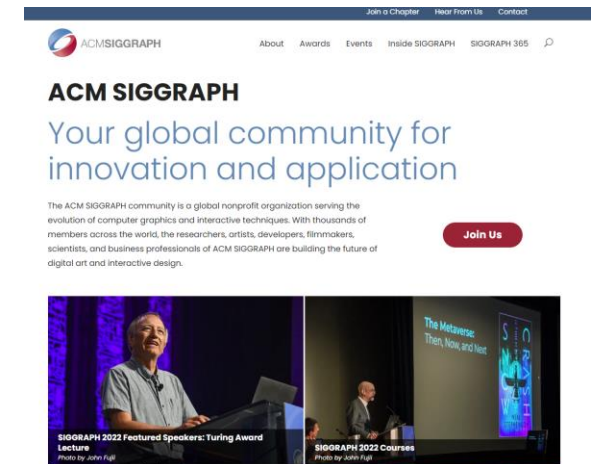 Join a Chapter Hear From Us Contact
ACMSIGGRAPH About Awards Events Inside SIGGRAPH SIGGRAPH 365
ACM SIGGRAPH
Your global community for
innovation and application
The ACM SIGGRAPH community is a global nonprofit organization serving the
evolution of computer graphics and interactive techniques. With thousands of
members across the world, the researchers, artists, developers, filmmakers,
scientists, and business professionals of ACM SIGGRAPH are building the future of
digital art and interactive design.
Join Us
The Metaverse:
Then, Now, and Next
SIGGRAPH 2022 Featured Speakers: Turing Award
Lecture
Photo by John Fujii
SIGGRAPH 2022 Courses
Photo by John Fujii